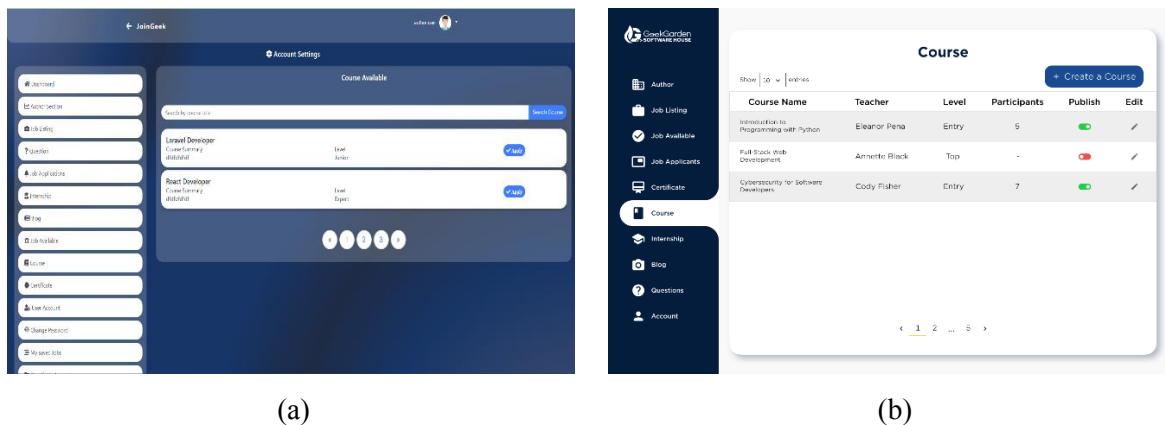 JoinGeek
Account Settings
Dashboard
Author Section
Job Listing
Question
Job Applications
Internship
Blog
Job Available
Course
Certificate
User Account
Change Password
My saved Jobs
Course Available
Search Course
Laravel Developer
Course Summary
Level
Junior
Apply
React Developer
Course Summary
Level
Expert
Apply
« 1 2 3 »
(a)
GeekGarden
SOFTWARE HOUSE
Author
Job Listing
Job Available
Job Applicants
Certificate
Course
Internship
Blog
Questions
Account
Course
Show 10 entries
+ Create a Course
Course Name Teacher Level Participants Publish Edit
Introduction to
Programming with Python
Eleanor Pena Entry 5
Full-Stack Web
Development
Annette Black Top -
Cybersecurity for Software
Developers
Cody Fisher Entry 7
‹ 1 2 ... 5 ›
(b)